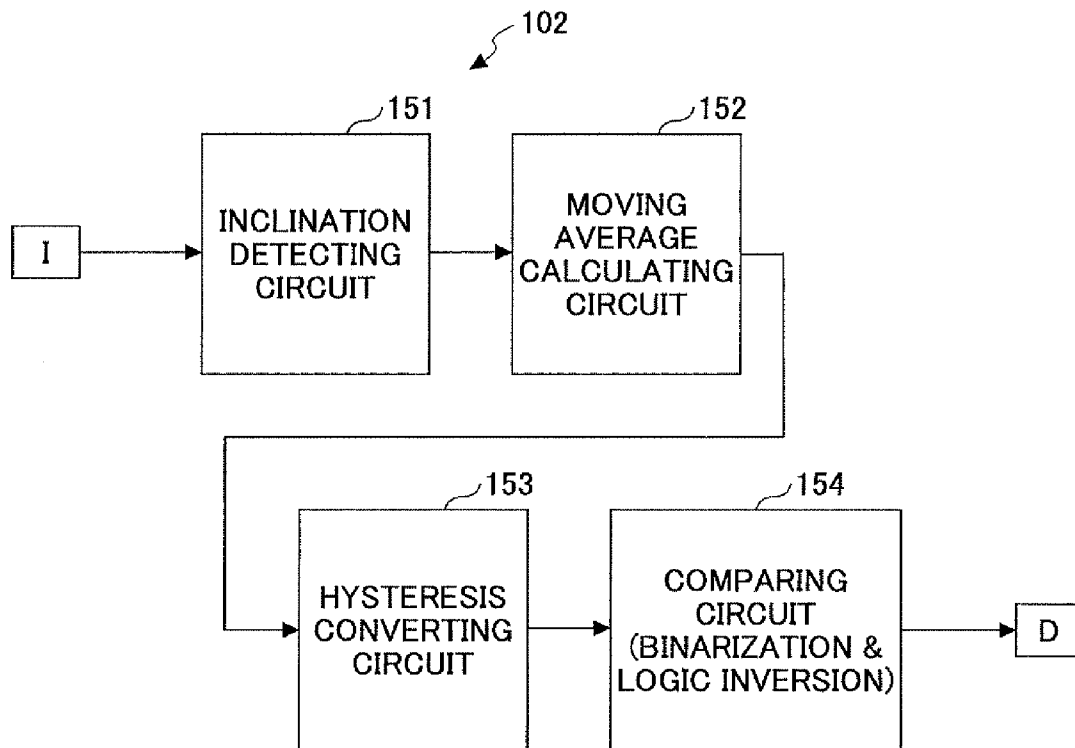 102
151
152
I
INCLINATION
DETECTING
CIRCUIT
MOVING
AVERAGE
CALCULATING
CIRCUIT
153
154
HYSTERESIS
CONVERTING
CIRCUIT
COMPARING
CIRCUIT
(BINARIZATION &
LOGIC INVERSION)
D